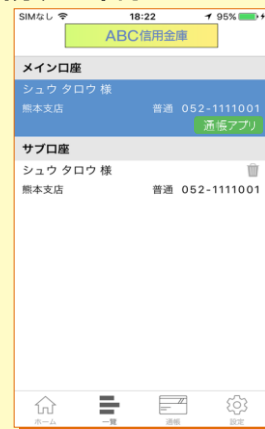 SIMなし 18:22 95%
ABC信用金庫
メイン口座
シュウ タロウ 様
熊本支店 普通 052-1111001
通帳アプリ
サブ口座
シュウ タロウ 様
熊本支店 普通 052-1111001
ホーム 一覧 通帳 設定